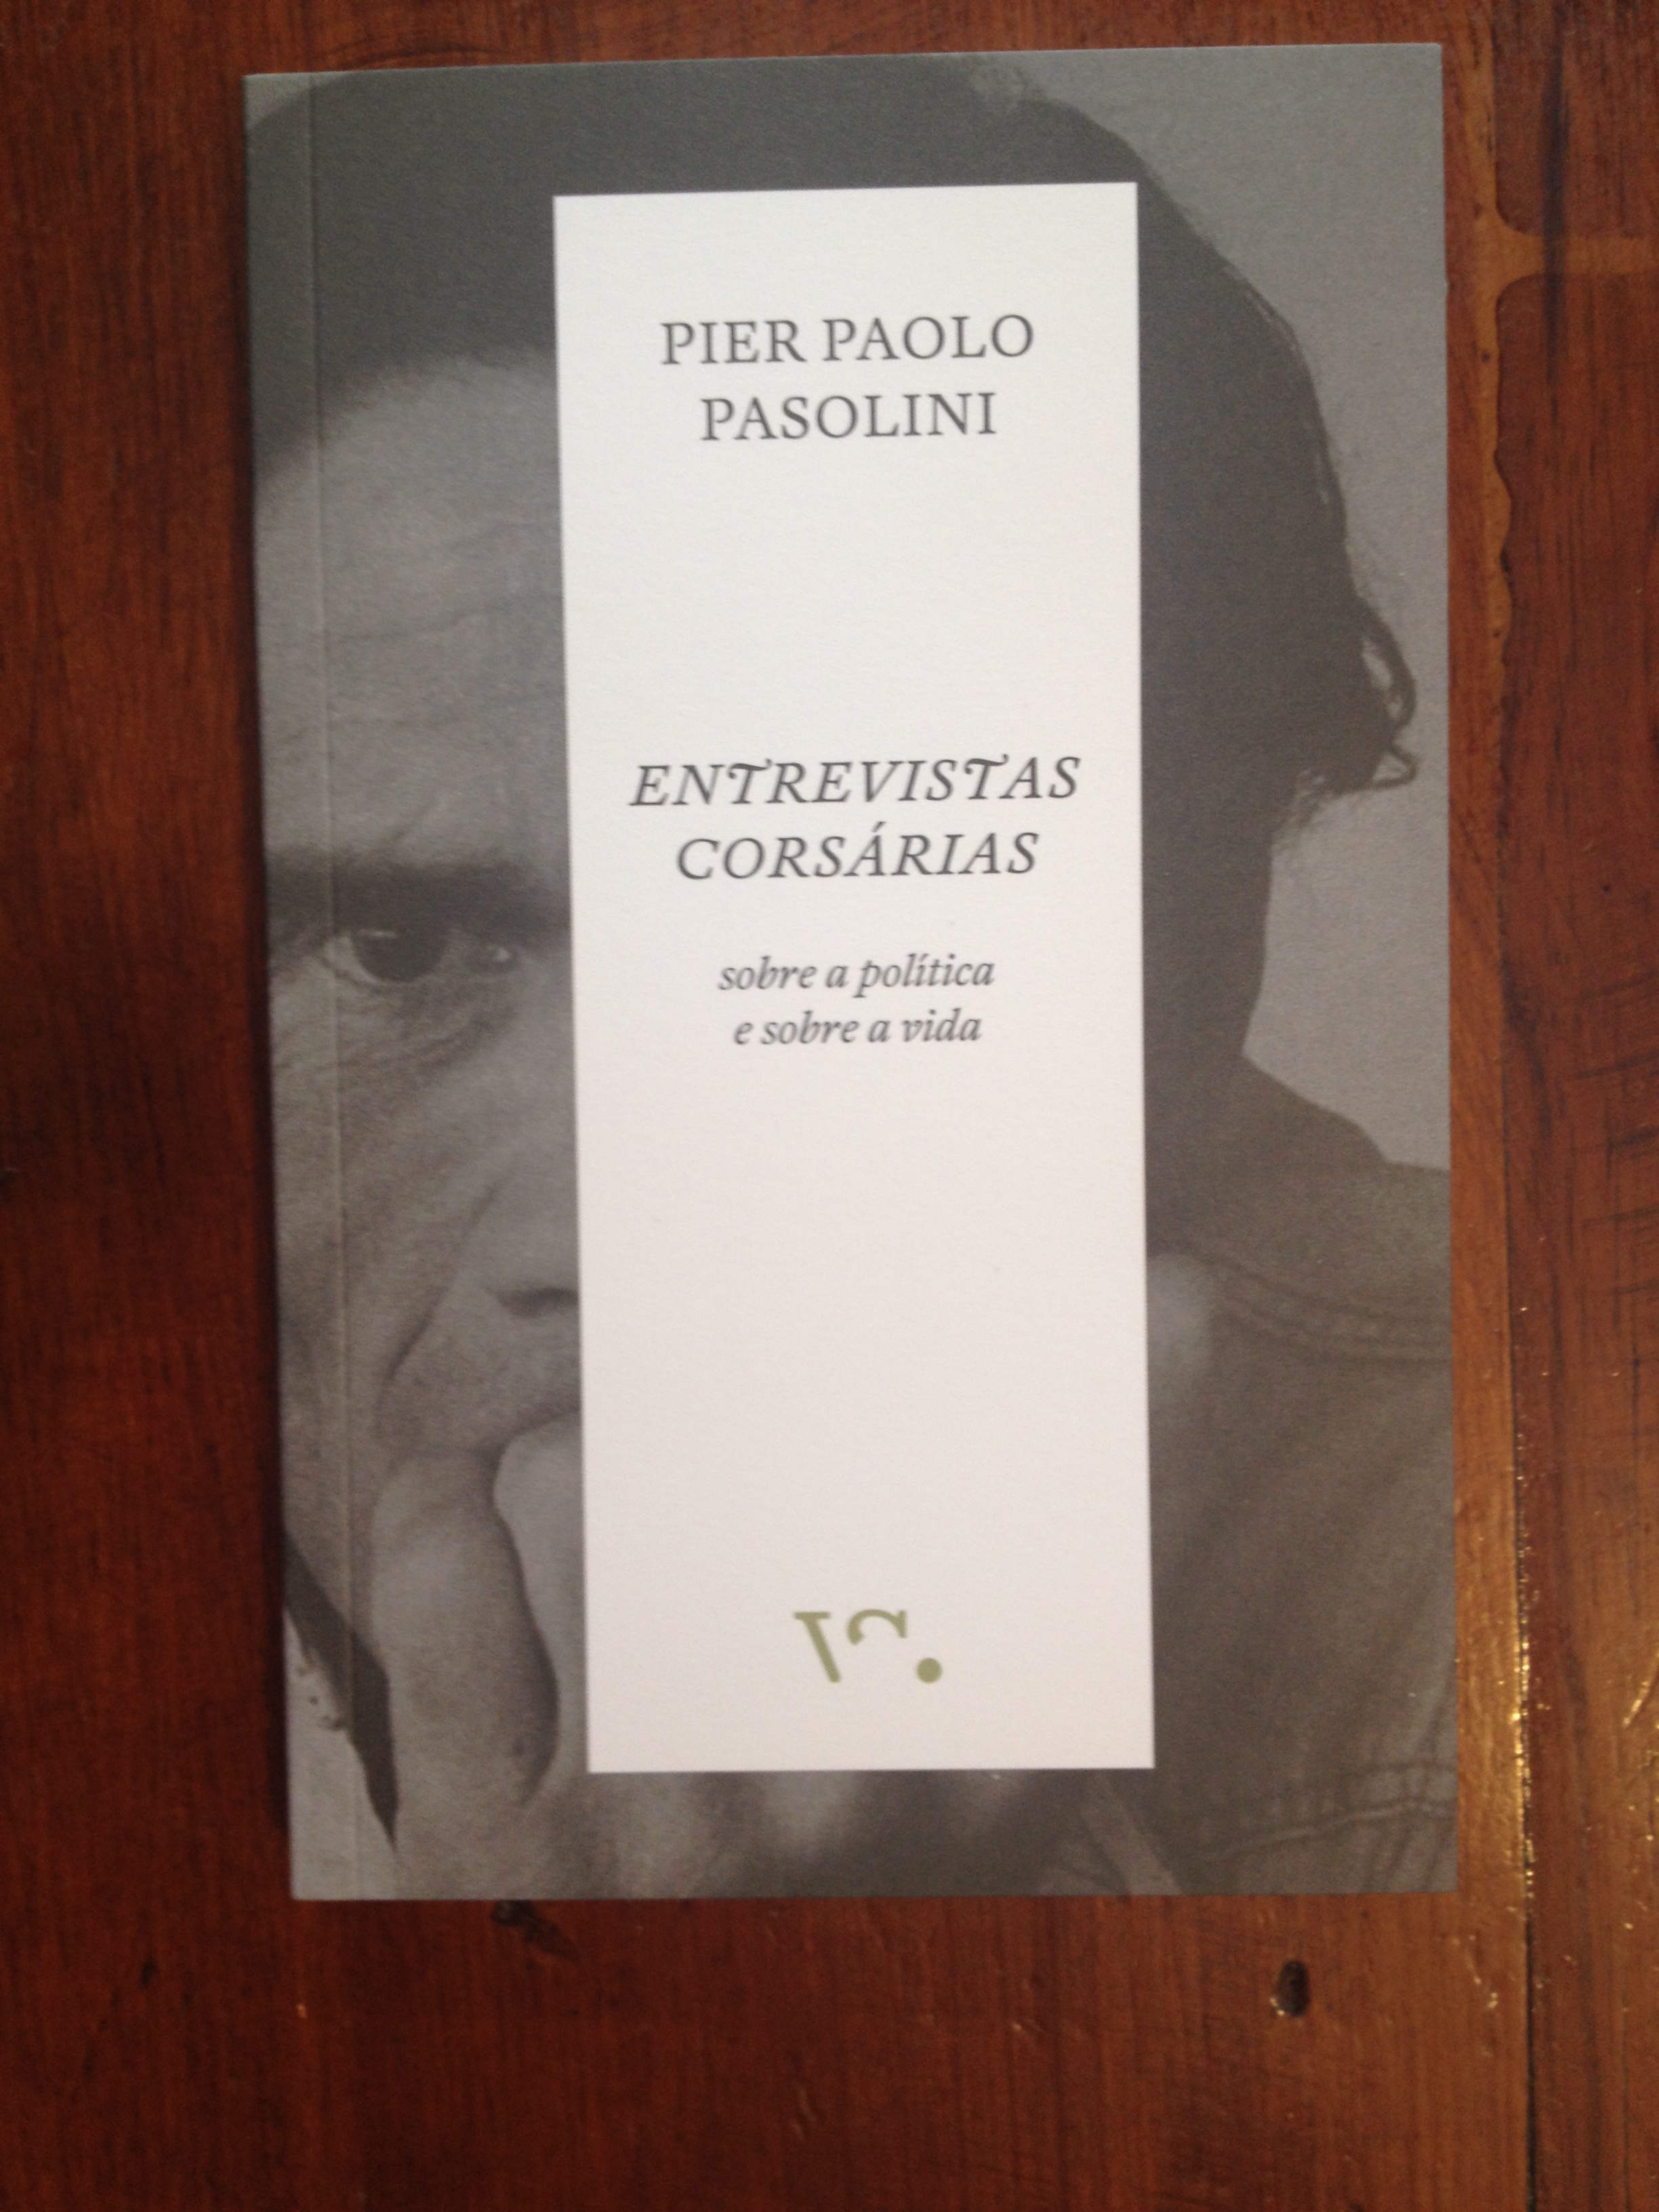 PIER PAOLO
PASOLINI
ENTREVISTAS
CORSÁRIAS
sobre a política
e sobre a vida